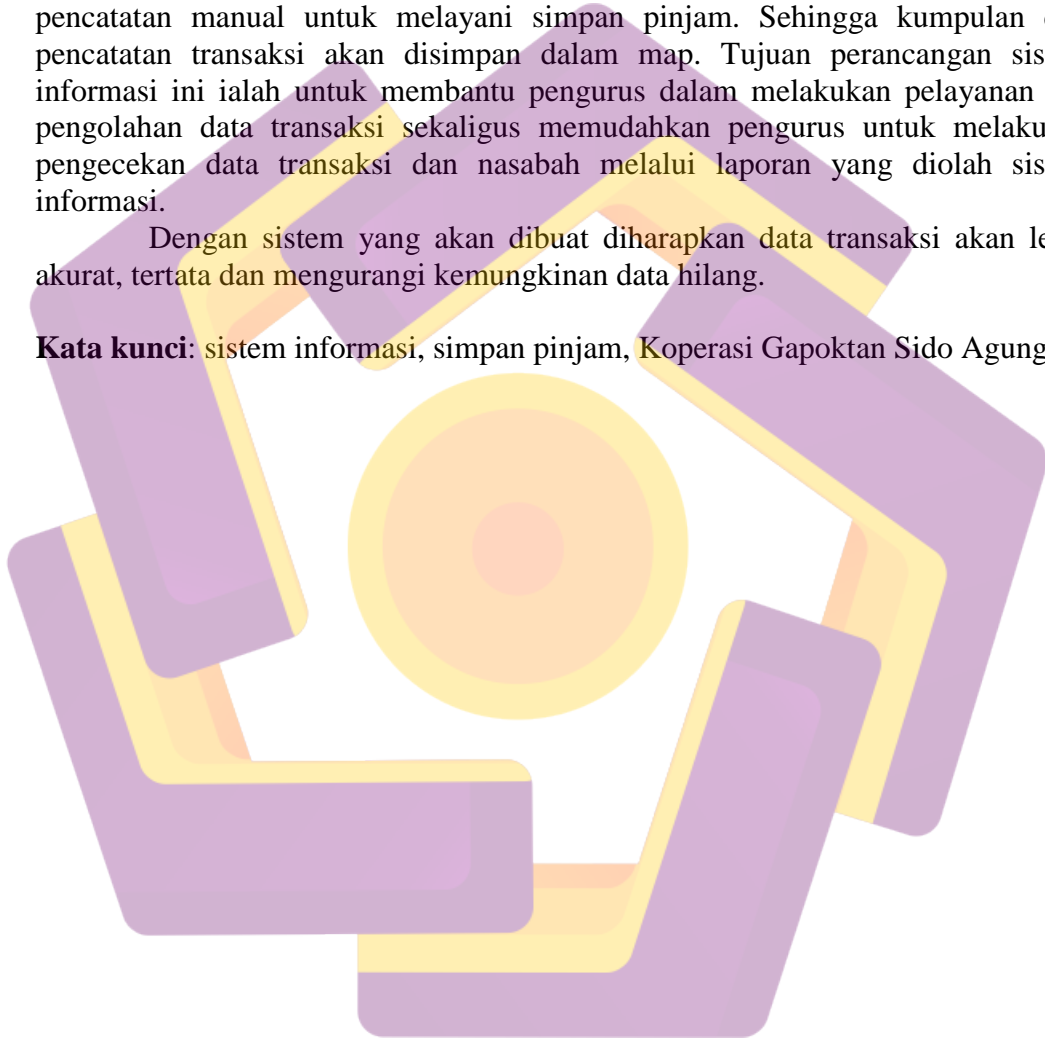 pencatatan manual untuk melayani simpan pinjam. Sehingga kumpulan
pencatatan transaksi akan disimpan dalam map. Tujuan perancangan sis
informasi ini ialah untuk membantu pengurus dalam melakukan pelayanan
pengolahan data transaksi sekaligus memudahkan pengurus untuk melaku
pengecekan data transaksi dan nasabah melalui laporan yang diolah sis
informasi.
Dengan sistem yang akan dibuat diharapkan data transaksi akan le
akurat, tertata dan mengurangi kemungkinan data hilang.
Kata kunci: sistem informasi, simpan pinjam, Koperasi Gapoktan Sido Agung